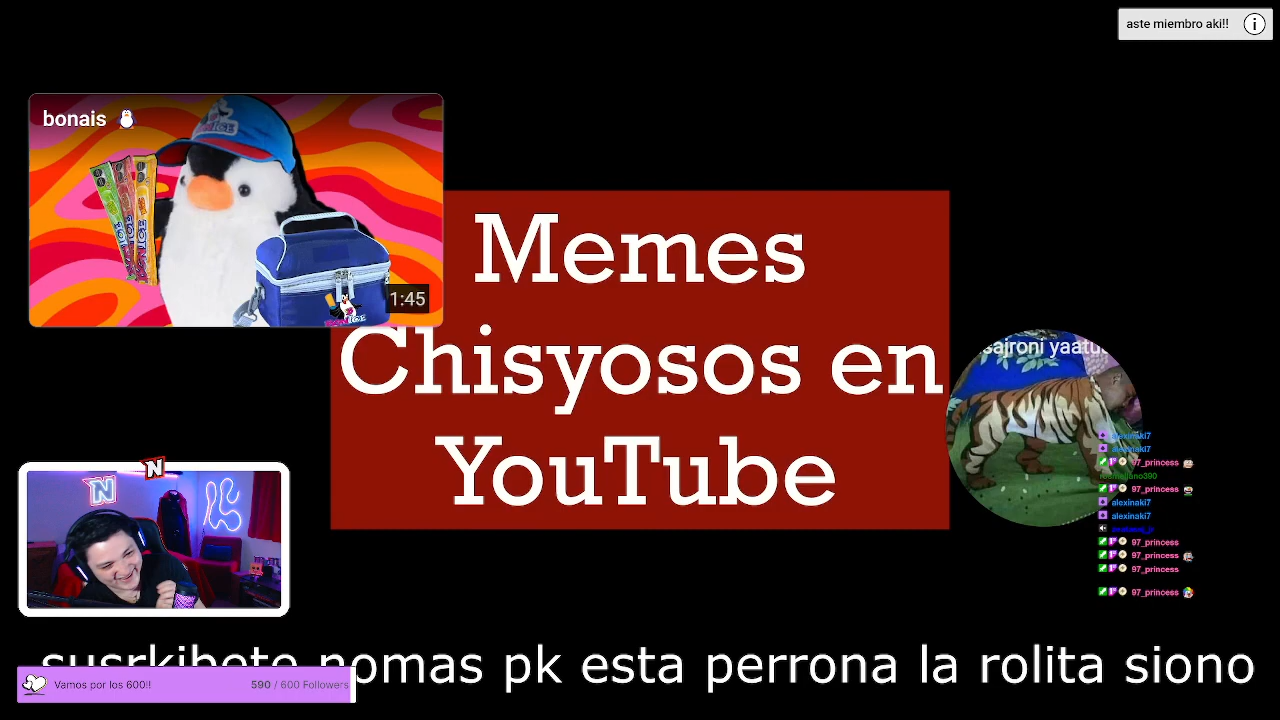 aste miembro aki!!
bonais
1:45
Memes
Chisyosos en
YouTube
N
N
alexinaki7
alexinaki7
97_princess
97_princess
alexinaki7
alexinaki7
97_princess
97_princess
97_princess
97_princess
susrkibete nomas pk esta perrona la rolita siono
Vamos por los 600!!
590 / 600 Followers